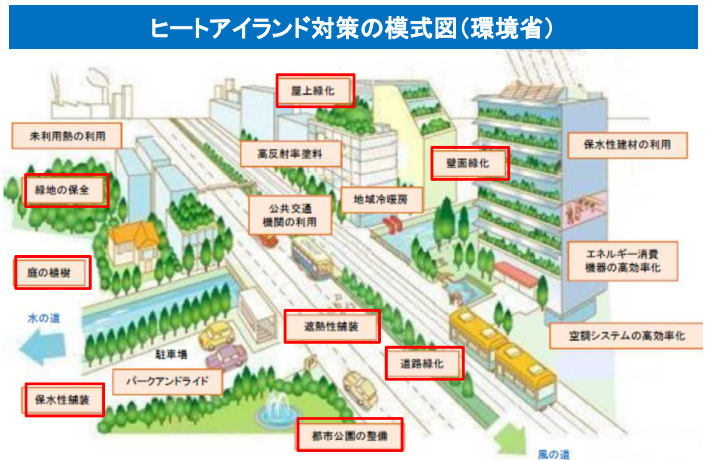 ヒートアイランド対策の模式図(環境省)
屋上緑化
未利用熱の利用
高反射率塗料
壁面緑化
保水性建材の利用
緑地の保全
公共交通
機関の利用
地域冷暖房
庭の植樹
エネルギー消費
機器の高効率化
水の道
遮熱性舗装
空調システムの高効率化
駐車場
道路緑化
パークアンドライド
保水性舗装
都市公園の整備
風の道